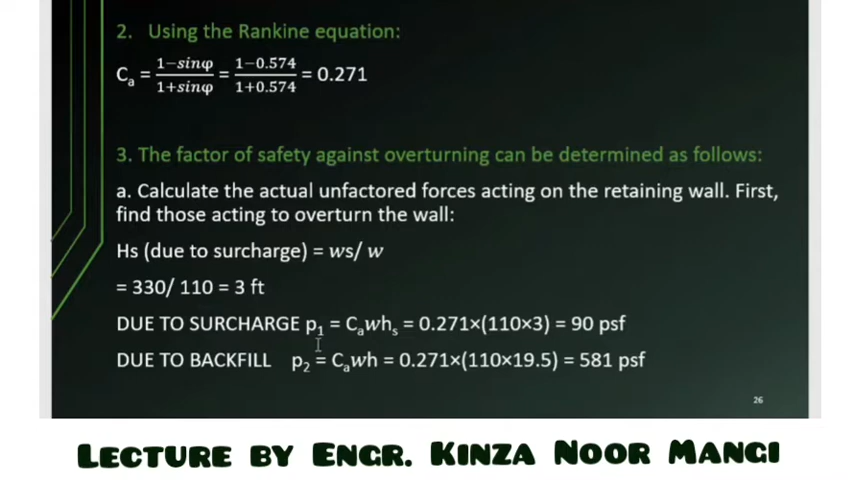 2. Using the Rankine equation:
Cₐ = (1−sinφ)/(1+sinφ) = (1−0.574)/(1+0.574) = 0.271
3. The factor of safety against overturning can be determined as follows:
a. Calculate the actual unfactored forces acting on the retaining wall. First,
find those acting to overturn the wall:
Hs (due to surcharge) = ws/ w
= 330/ 110 = 3 ft
DUE TO SURCHARGE p₁ = Cₐwhₛ = 0.271×(110×3) = 90 psf
DUE TO BACKFILL p₂ = Cₐwh = 0.271×(110×19.5) = 581 psf
26
LECTURE BY ENGR. KINZA NOOR MANGI